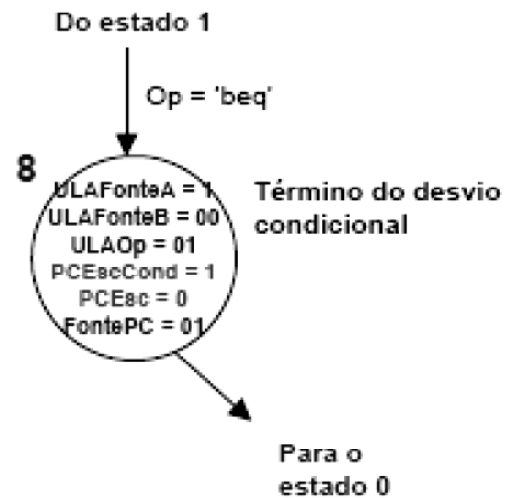 Do estado 1
Op = 'beq'
8
ULAFonteA = 1
ULAFonteB = 00
ULAOp = 01
PCEscCond = 1
PCEsc = 0
FontePC = 01
Término do desvio
condicional
Para o
estado 0